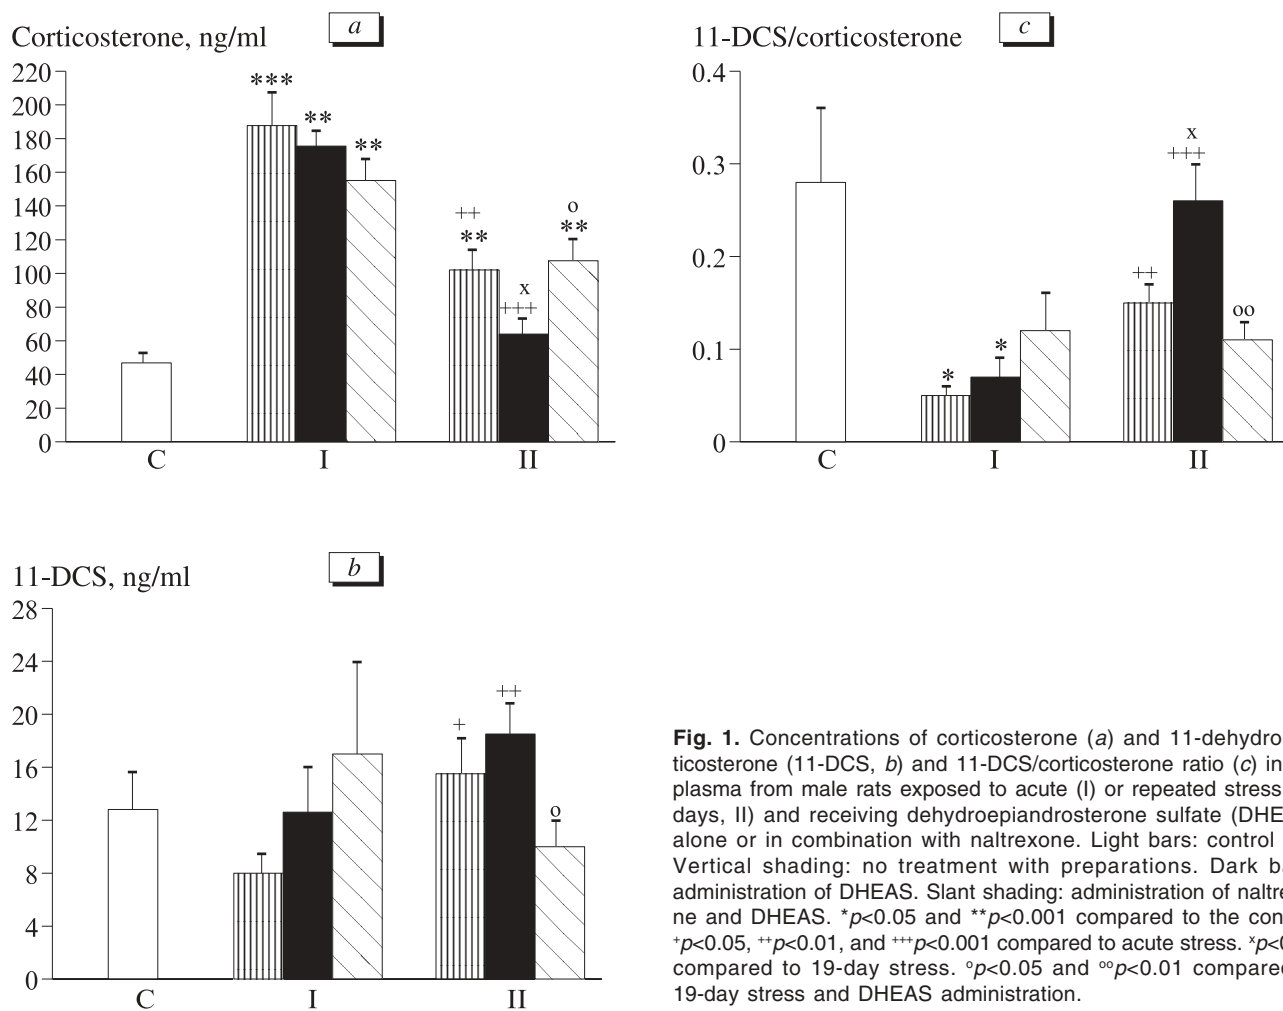 Corticosterone, ng/ml
a
220
200
180
160
140
120
100
80
60
40
20
0
***
**
**
++
**
x
+++
o
**
C
I
II
11-DCS/corticosterone
c
0.4
0.3
0.2
0.1
0
*
*
++
x
+++
oo
C
I
II
11-DCS, ng/ml
b
28
24
20
16
12
8
4
0
+
++
o
C
I
II
Fig. 1. Concentrations of corticosterone (a) and 11-dehydro
ticosterone (11-DCS, b) and 11-DCS/corticosterone ratio (c) in
plasma from male rats exposed to acute (I) or repeated stress
days, II) and receiving dehydroepiandrosterone sulfate (DHE
alone or in combination with naltrexone. Light bars: control
Vertical shading: no treatment with preparations. Dark ba
administration of DHEAS. Slant shading: administration of naltre
ne and DHEAS. *p<0.05 and **p<0.001 compared to the con
+p<0.05, ++p<0.01, and +++p<0.001 compared to acute stress. xp<0
compared to 19-day stress. op<0.05 and oop<0.01 compared
19-day stress and DHEAS administration.